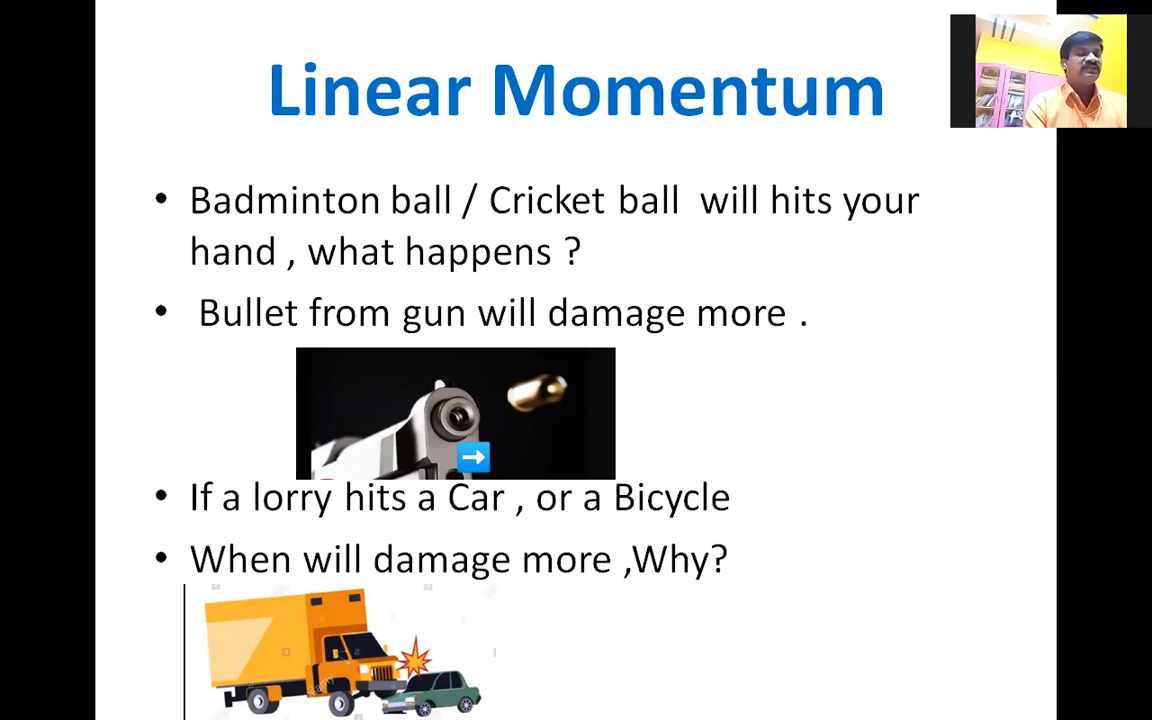 Linear Momentum
• Badminton ball / Cricket ball will hits your
hand , what happens ?
• Bullet from gun will damage more .
• If a lorry hits a Car , or a Bicycle
• When will damage more ,Why?